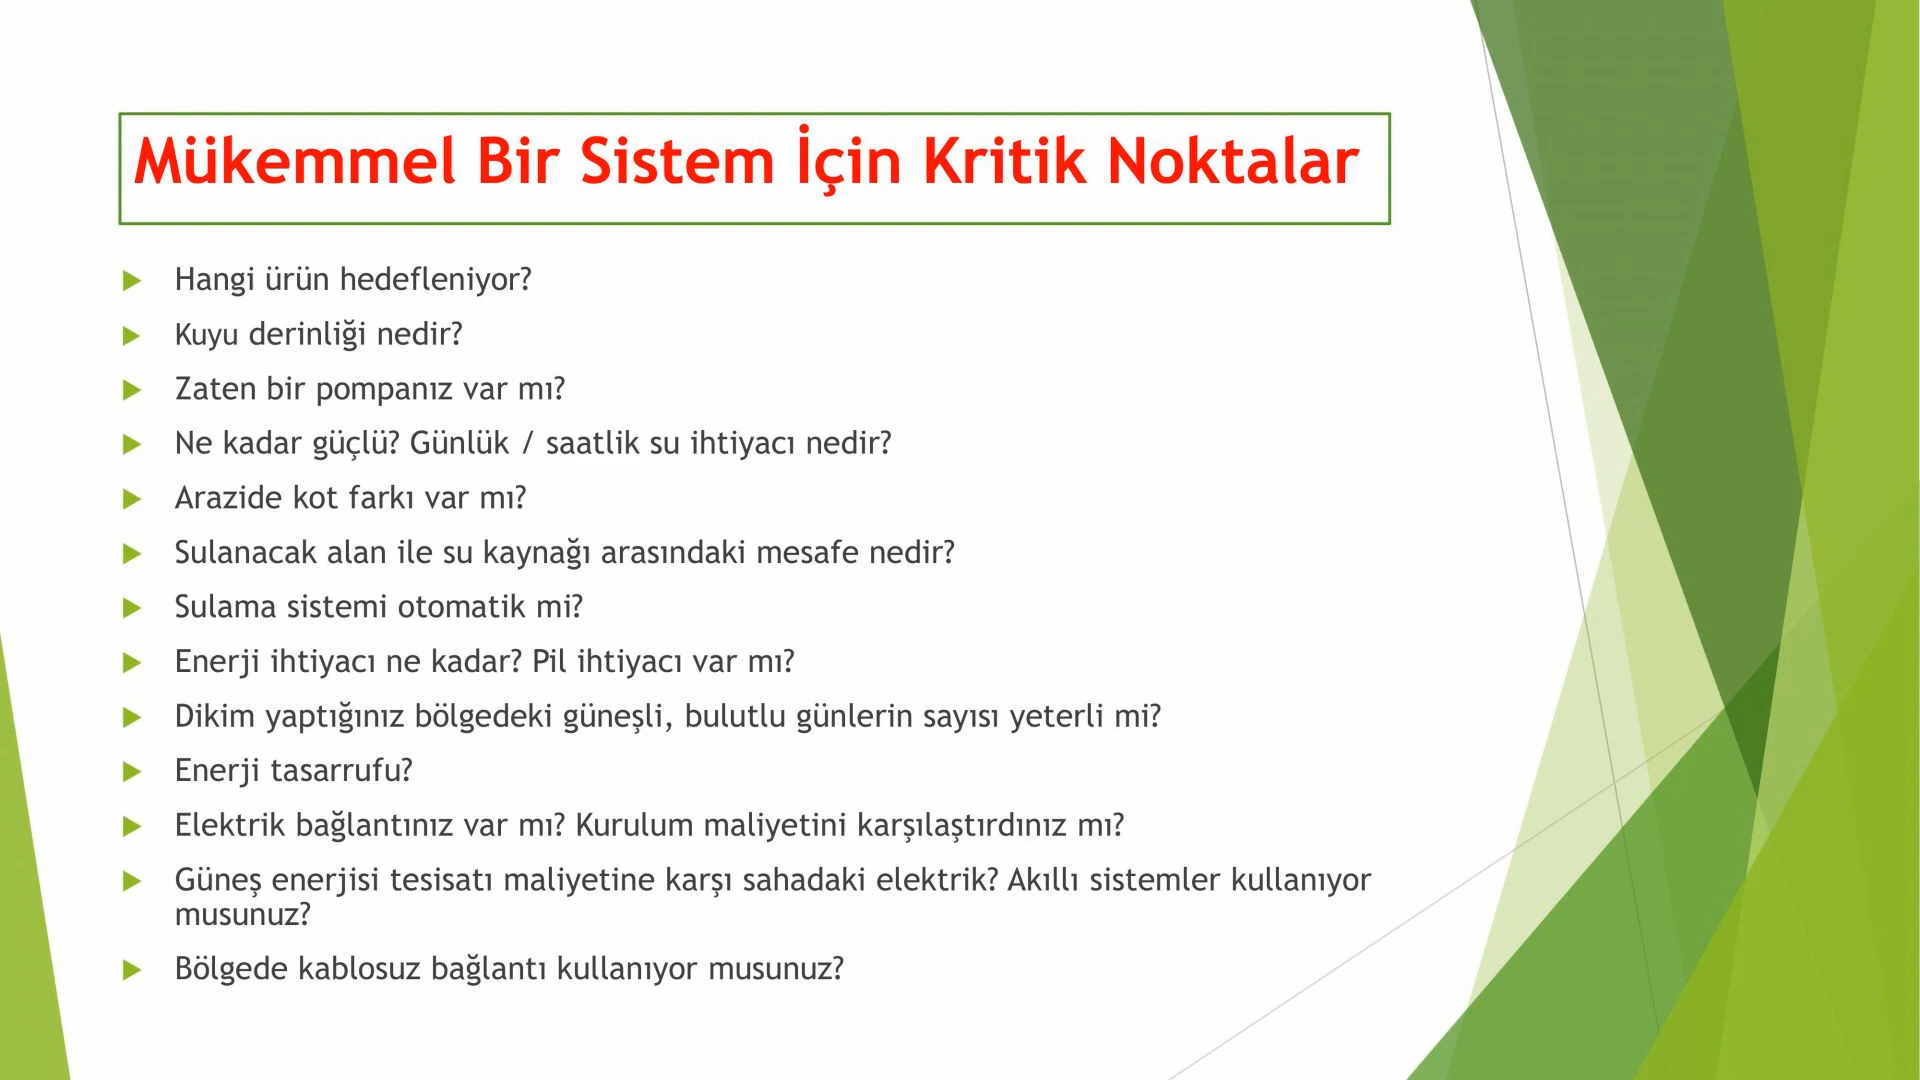 Mükemmel Bir Sistem İçin Kritik Noktalar
Hangi ürün hedefleniyor?
Kuyu derinliği nedir?
Zaten bir pompanız var mı?
Ne kadar güçlü? Günlük / saatlik su ihtiyacı nedir?
Arazide kot farkı var mı?
Sulanacak alan ile su kaynağı arasındaki mesafe nedir?
Sulama sistemi otomatik mi?
Enerji ihtiyacı ne kadar? Pil ihtiyacı var mı?
Dikim yaptığınız bölgedeki güneşli, bulutlu günlerin sayısı yeterli mi?
Enerji tasarrufu?
Elektrik bağlantınız var mı? Kurulum maliyetini karşılaştırdınız mı?
Güneş enerjisi tesisatı maliyetine karşı sahadaki elektrik? Akıllı sistemler kullanıyor
musunuz?
Bölgede kablosuz bağlantı kullanıyor musunuz?